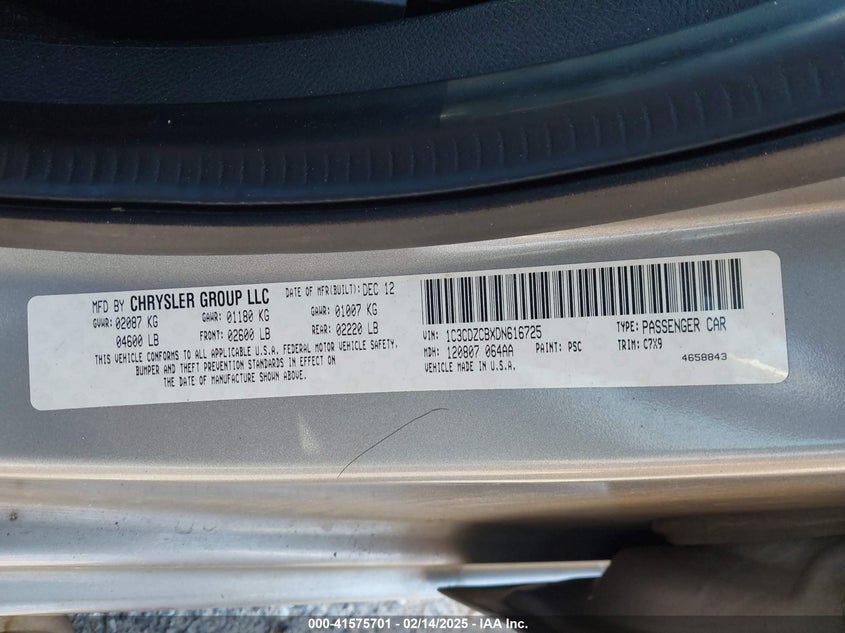 MFD BY CHRYSLER GROUP LLC DATE OF MFR(BUILT): DEC 12
GVWR: 02087 KG GAWR: 01180 KG GAWR: 01007 KG
04600 LB FRONT: 02600 LB REAR: 02220 LB
THIS VEHICLE CONFORMS TO ALL APPLICABLE U.S.A. FEDERAL MOTOR VEHICLE SAFETY,
BUMPER AND THEFT PREVENTION STANDARDS IN EFFECT ON
THE DATE OF MANUFACTURE SHOWN ABOVE.
VIN: 1C3CDZCBXDN616725 TYPE: PASSENGER CAR
MDH: 120807 064AA PAINT: PSC TRIM: C7X9
VEHICLE MADE IN U.S.A. 4658843
000-41575701 - 02/14/2025 - IAA Inc.